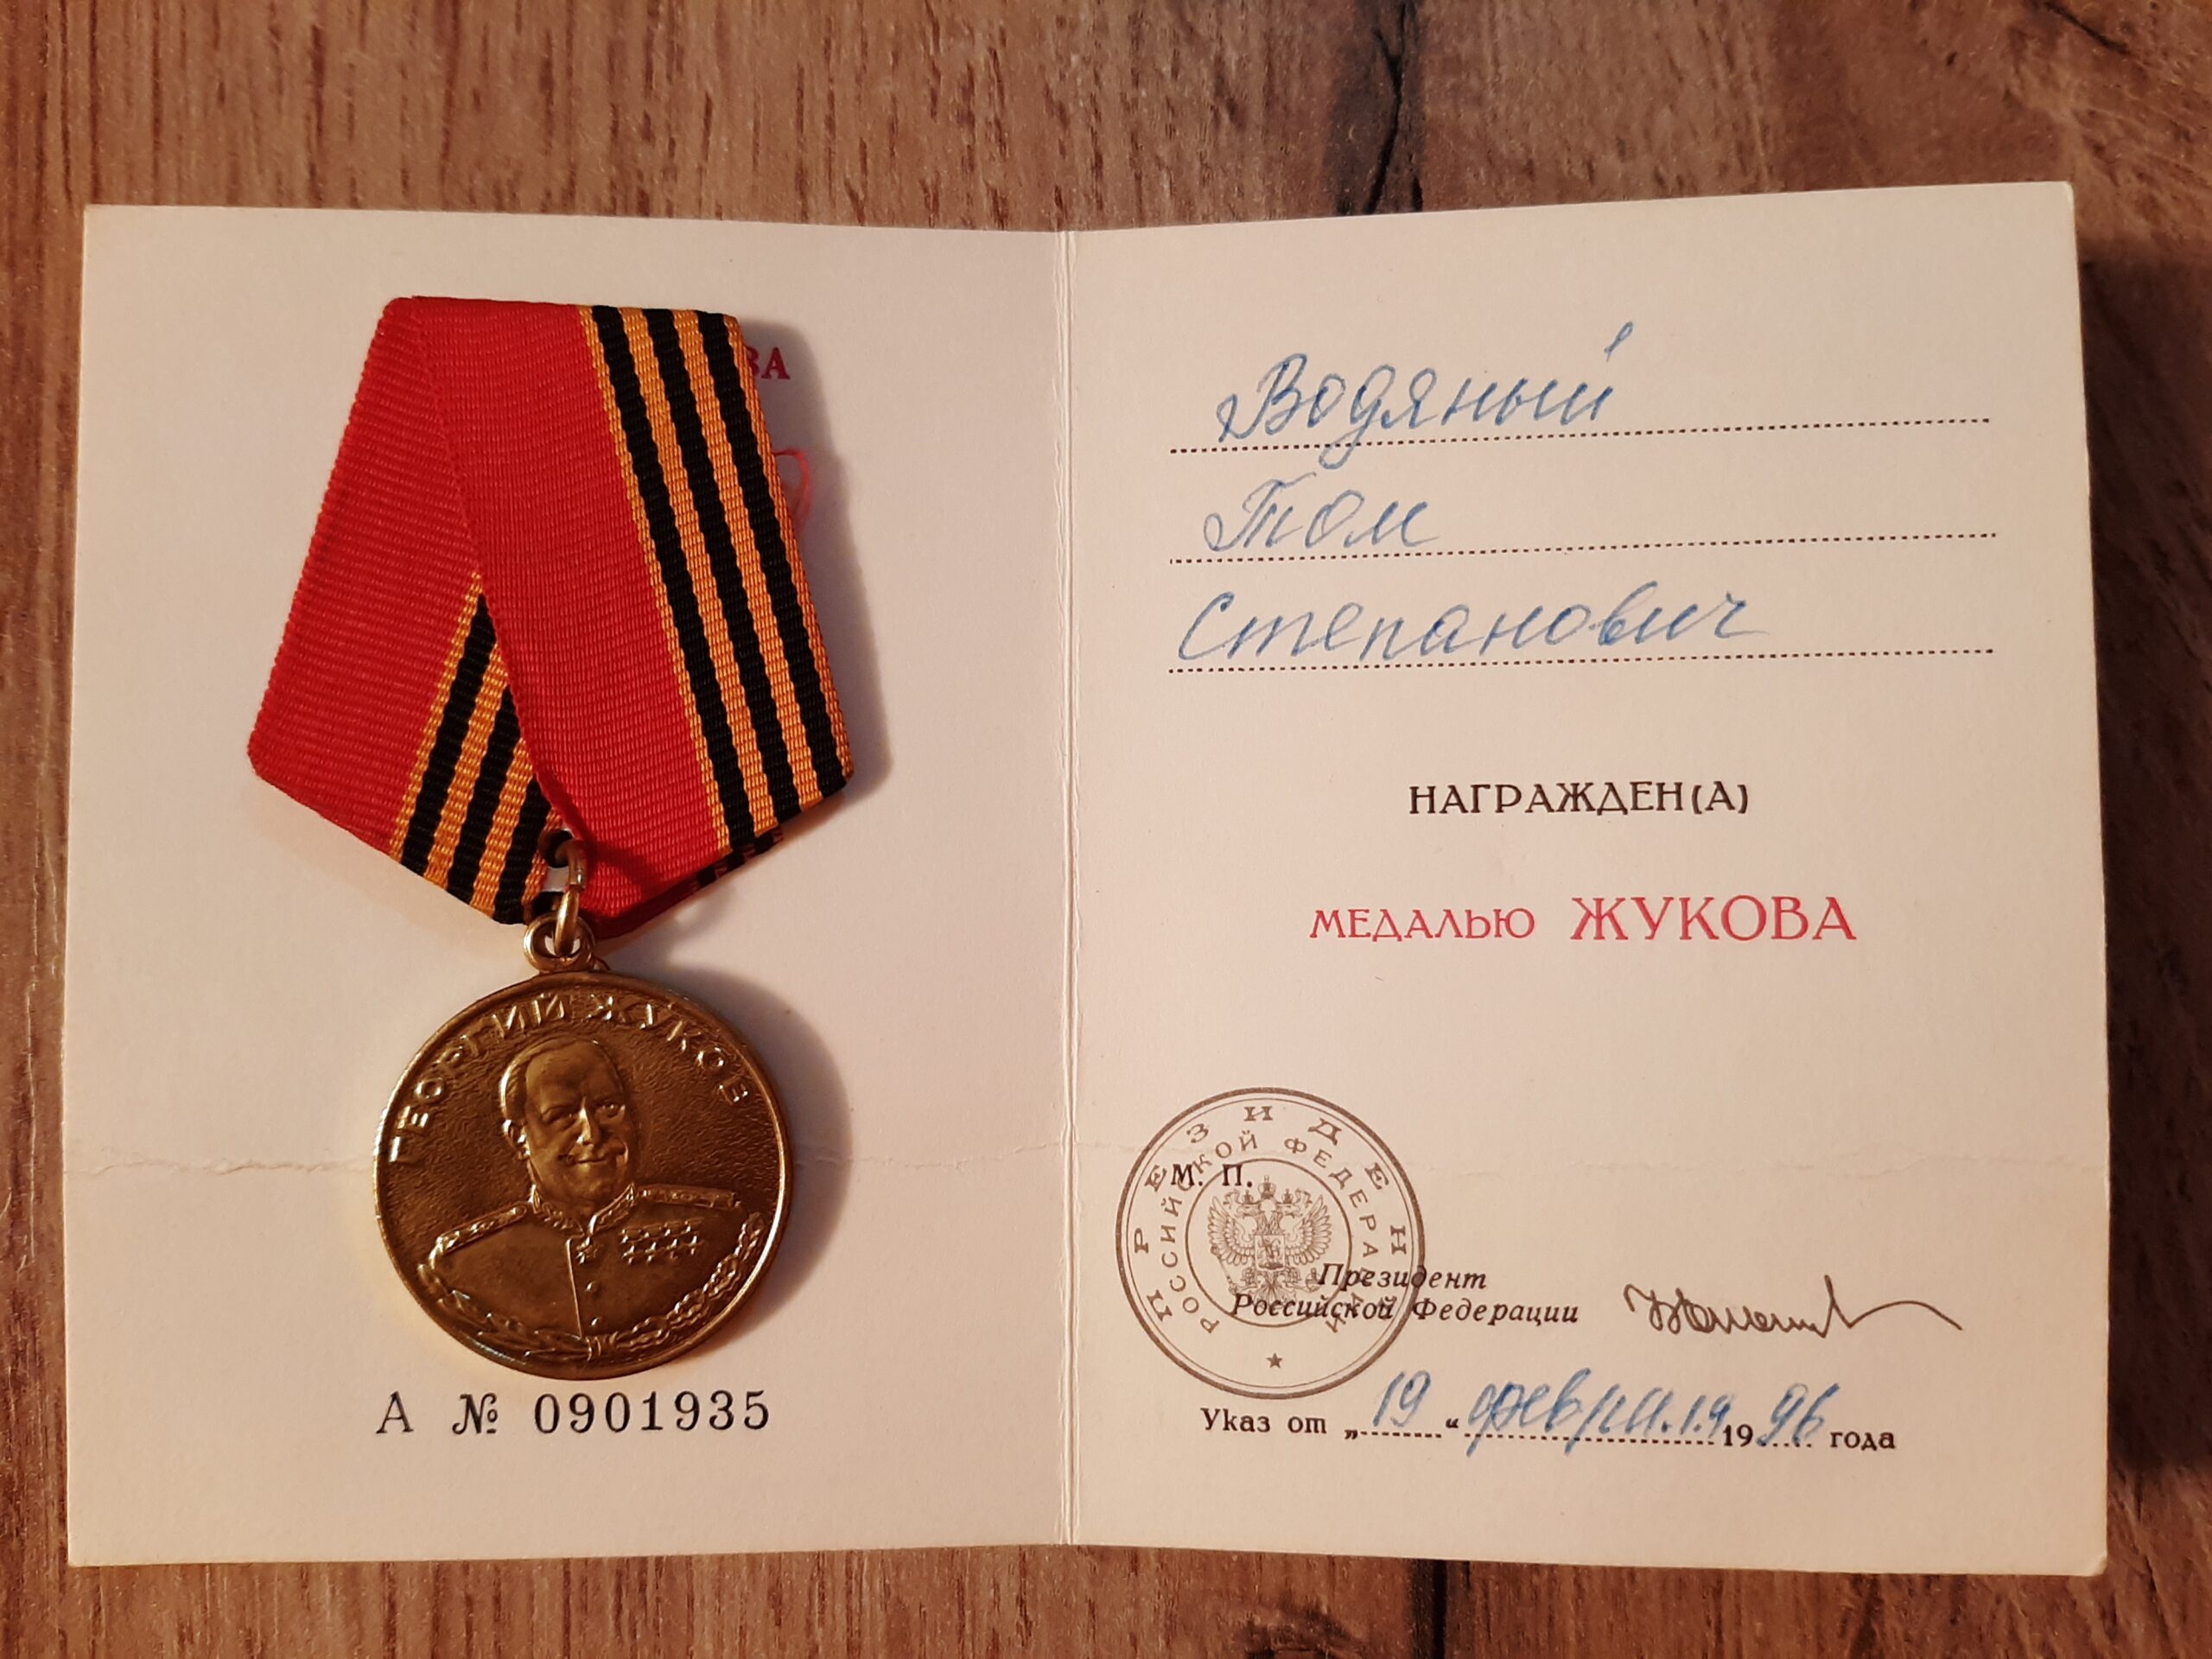 ВА
ГЕОРГИЙ ЖУКОВ
А № 0901935
Водяный
Том
Степанович
НАГРАЖДЕН(А)
МЕДАЛЬЮ ЖУКОВА
ПРЕЗИДЕНТ
РОССИЙСКОЙ ФЕДЕРАЦИИ
М. П.
Президент
Российской Федерации
Указ от „19“ февраля 1996 года